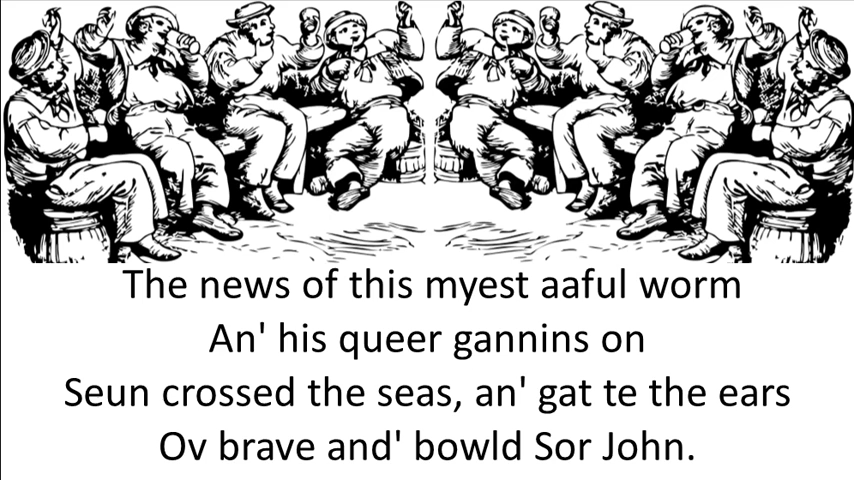 The news of this myest aaful worm
An' his queer gannins on
Seun crossed the seas, an' gat te the ears
Ov brave and' bowld Sor John.